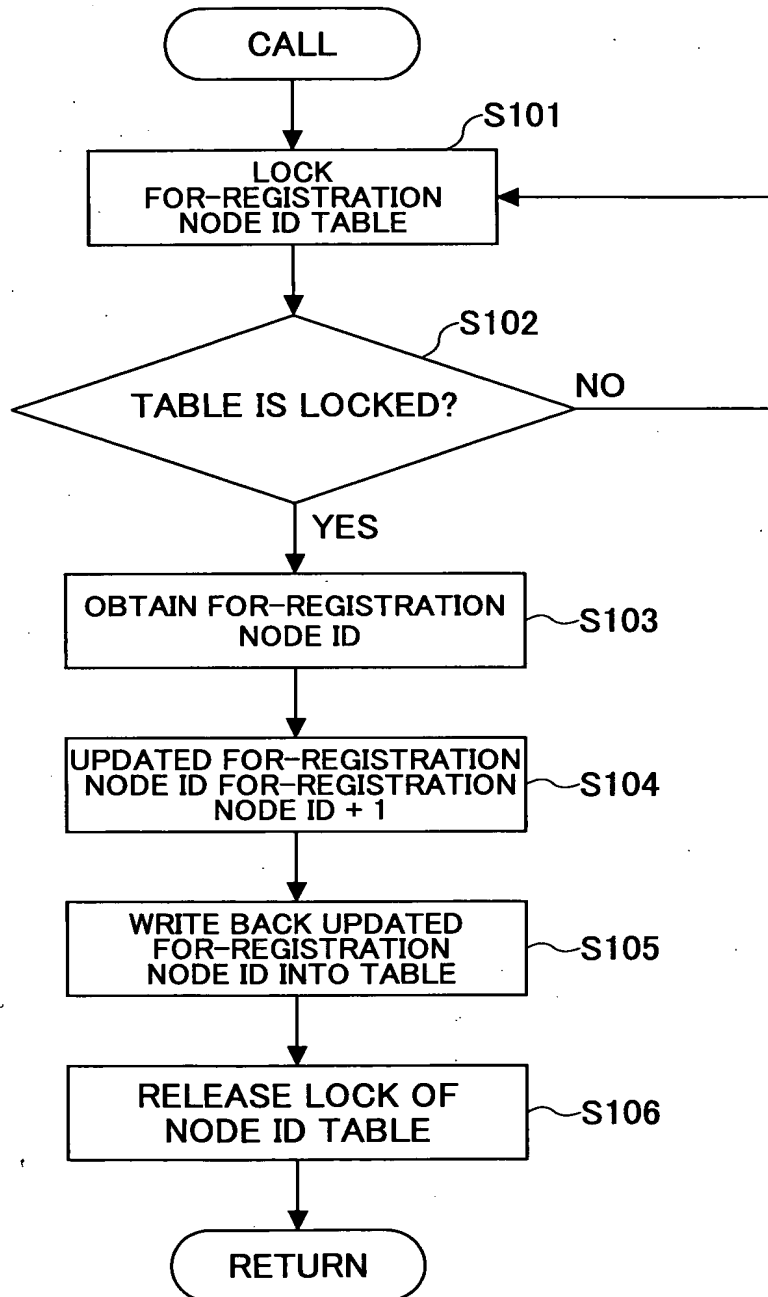 CALL
S101
LOCK
FOR-REGISTRATION
NODE ID TABLE
S102
TABLE IS LOCKED?
NO
YES
OBTAIN FOR-REGISTRATION
NODE ID
S103
UPDATED FOR-REGISTRATION
NODE ID FOR-REGISTRATION
NODE ID + 1
S104
WRITE BACK UPDATED
FOR-REGISTRATION
NODE ID INTO TABLE
S105
RELEASE LOCK OF
NODE ID TABLE
S106
RETURN